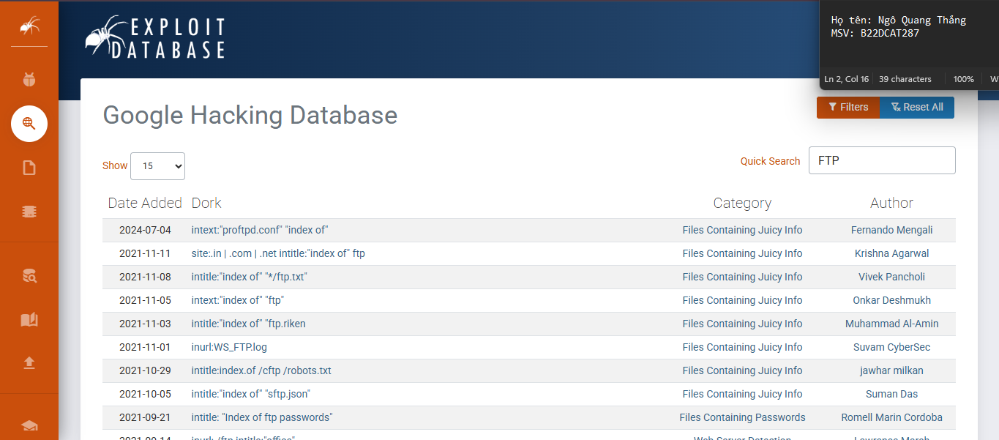 EXPLOIT
DATABASE
Họ tên: Ngô Quang Thắng
MSV: B22DCAT287
Ln 2, Col 16 39 characters 100% W
Google Hacking Database
Filters Reset All
Show 15
Quick Search FTP
Date Added Dork Category Author
2024-07-04 intext:"proftpd.conf" "index of" Files Containing Juicy Info Fernando Mengali
2021-11-11 site:.in | .com | .net intitle:"index of" ftp Files Containing Juicy Info Krishna Agarwal
2021-11-08 intitle:"index of" "*/ftp.txt" Files Containing Juicy Info Vivek Pancholi
2021-11-05 intext:"index of" "ftp" Files Containing Juicy Info Onkar Deshmukh
2021-11-03 intitle:"index of" "ftp.riken Files Containing Juicy Info Muhammad Al-Amin
2021-11-01 inurl:WS_FTP.log Files Containing Juicy Info Suvam CyberSec
2021-10-29 intitle:index.of /cftp /robots.txt Files Containing Juicy Info jawhar milkan
2021-10-05 intitle:"index of" "sftp.json" Files Containing Juicy Info Suman Das
2021-09-21 intitle: "Index of ftp passwords" Files Containing Passwords Romell Marin Cordoba
2021-09-14 inurl: /ftp intitle:"office" Web Server Detection Lawrence March